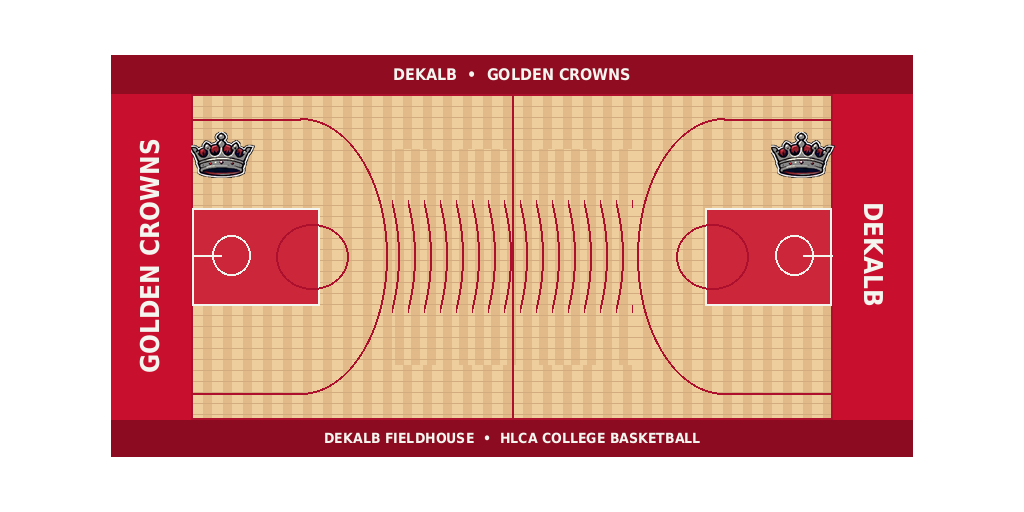 DEKALB • GOLDEN CROWNS
GOLDEN CROWNS
DEKALB
DEKALB FIELDHOUSE • HLCA COLLEGE BASKETBALL